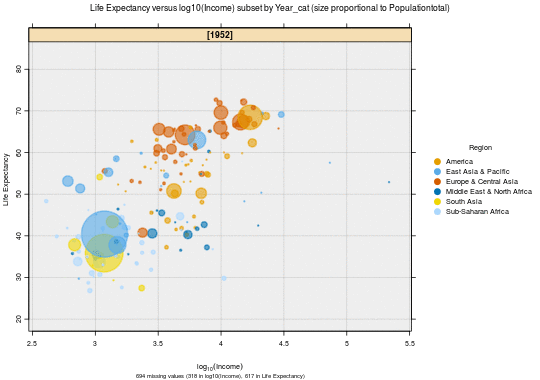 Life Expectancy versus log10(Income) subset by Year_cat (size proportional to Populationtotal)
[1952]
80
70
60
50
40
30
20
Life Expectancy
2.5 3 3.5 4 4.5 5 5.5
log10(Income)
694 missing values (318 in log10(Income), 617 in Life Expectancy)
Region
America
East Asia & Pacific
Europe & Central Asia
Middle East & North Africa
South Asia
Sub-Saharan Africa